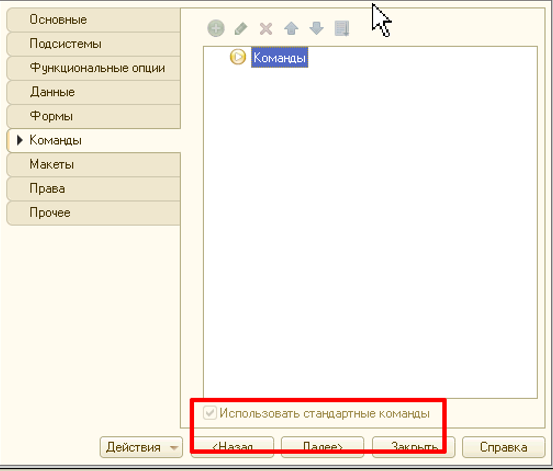 Основные
Подсистемы
Функциональные опции
Данные
Формы
Команды
Макеты
Права
Прочее
Команды
Использовать стандартные команды
Действия <Назад Далее> Закрыть Справка